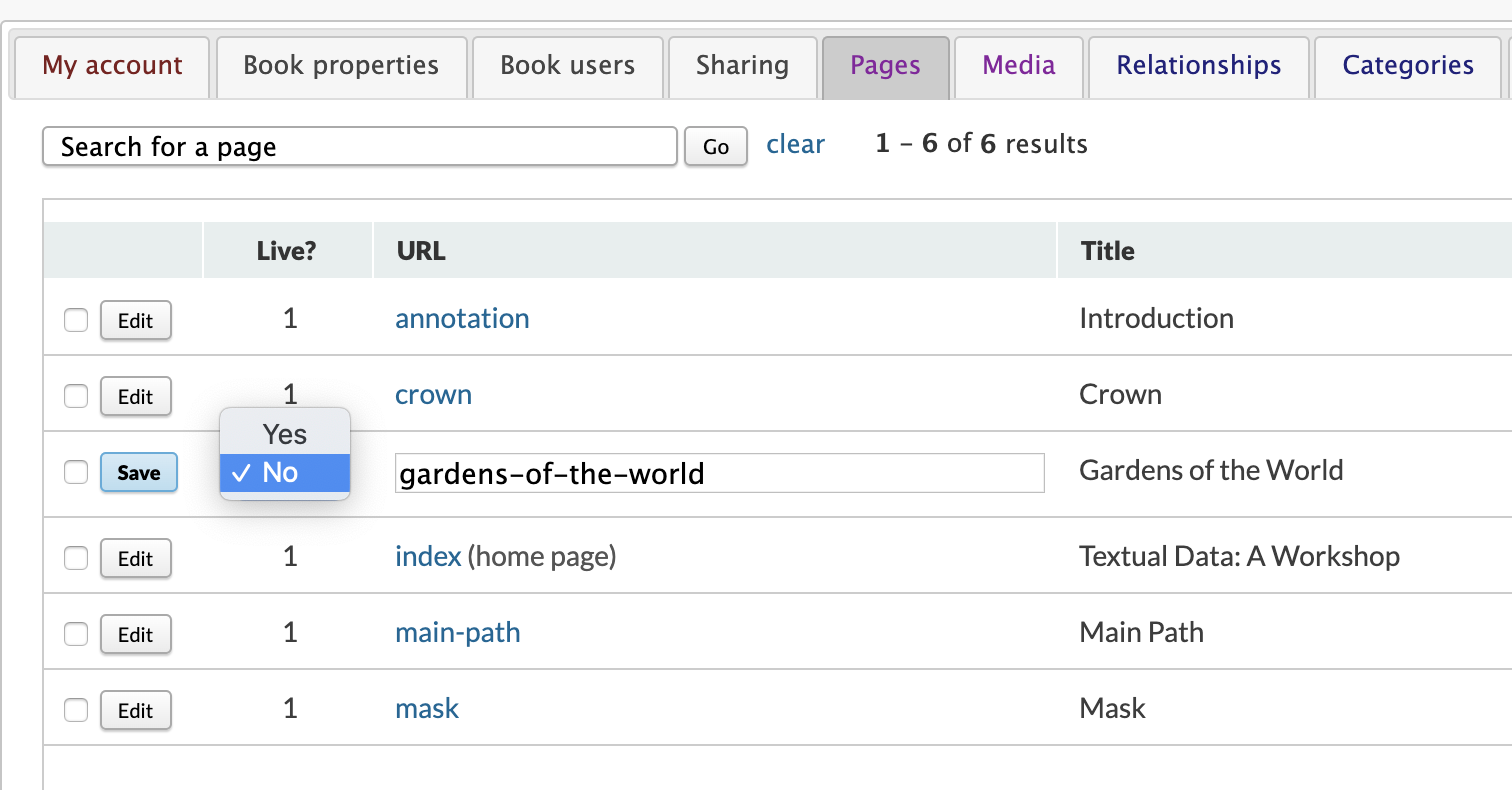 My account Book properties Book users Sharing Pages Media Relationships Categories
Search for a page Go clear 1 – 6 of 6 results
Live? URL Title
Edit 1 annotation Introduction
Edit 1 crown Crown
Yes
Save ✓ No gardens-of-the-world Gardens of the World
Edit 1 index (home page) Textual Data: A Workshop
Edit 1 main-path Main Path
Edit 1 mask Mask